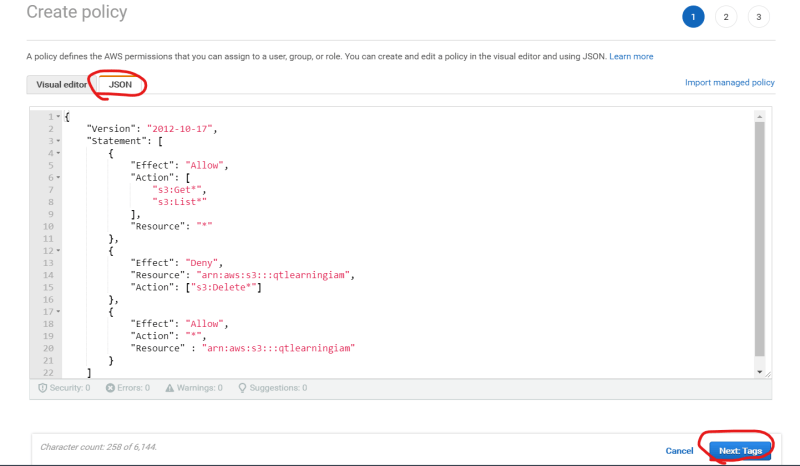 Create policy
1 2 3
A policy defines the AWS permissions that you can assign to a user, group, or role. You can create and edit a policy in the visual editor and using JSON. Learn more
Visual editor JSON Import managed policy
1 {
2 "Version": "2012-10-17",
3 "Statement": [
4 {
5 "Effect": "Allow",
6 "Action": [
7 "s3:Get*",
8 "s3:List*"
9 ],
10 "Resource": "*"
11 },
12 {
13 "Effect": "Deny",
14 "Resource": "arn:aws:s3:::qtlearningiam",
15 "Action": ["s3:Delete*"]
16 },
17 {
18 "Effect": "Allow",
19 "Action": "*",
20 "Resource" : "arn:aws:s3:::qtlearningiam"
21 }
22 ]
Security: 0 Errors: 0 Warnings: 0 Suggestions: 0
Character count: 258 of 6,144.
Cancel Next: Tags